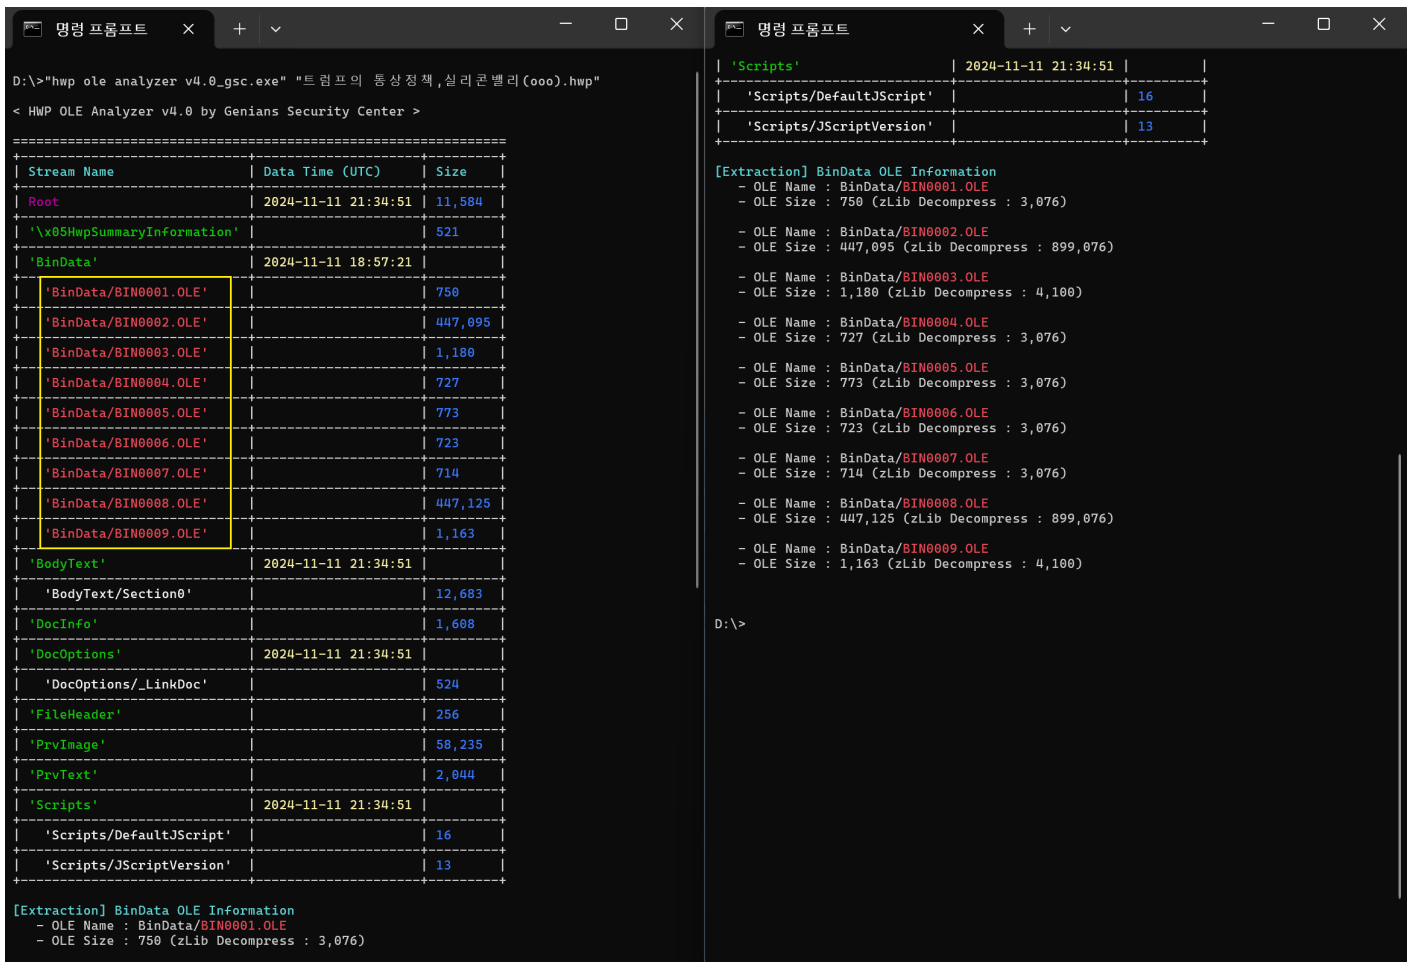 명령 프롬프트
D:\>"hwp ole analyzer v4.0_gsc.exe" "트럼프의 통상정책,실리콘밸리(ooo).hwp"
< HWP OLE Analyzer v4.0 by Genians Security Center >
| Stream Name | Data Time (UTC) | Size |
| Root | 2024-11-11 21:34:51 | 11,584 |
| '\x05HwpSummaryInformation' | | 521 |
| 'BinData' | 2024-11-11 18:57:21 | |
| 'BinData/BIN0001.OLE' | | 750 |
| 'BinData/BIN0002.OLE' | | 447,095 |
| 'BinData/BIN0003.OLE' | | 1,180 |
| 'BinData/BIN0004.OLE' | | 727 |
| 'BinData/BIN0005.OLE' | | 773 |
| 'BinData/BIN0006.OLE' | | 723 |
| 'BinData/BIN0007.OLE' | | 714 |
| 'BinData/BIN0008.OLE' | | 447,125 |
| 'BinData/BIN0009.OLE' | | 1,163 |
| 'BodyText' | 2024-11-11 21:34:51 | |
| 'BodyText/Section0' | | 12,683 |
| 'DocInfo' | | 1,608 |
| 'DocOptions' | 2024-11-11 21:34:51 | |
| 'DocOptions/_LinkDoc' | | 524 |
| 'FileHeader' | | 256 |
| 'PrvImage' | | 58,235 |
| 'PrvText' | | 2,044 |
| 'Scripts' | 2024-11-11 21:34:51 | |
| 'Scripts/DefaultJScript' | | 16 |
| 'Scripts/JScriptVersion' | | 13 |
[Extraction] BinData OLE Information
- OLE Name : BinData/BIN0001.OLE
- OLE Size : 750 (zLib Decompress : 3,076)
명령 프롬프트
| 'Scripts' | 2024-11-11 21:34:51 | |
| 'Scripts/DefaultJScript' | | 16 |
| 'Scripts/JScriptVersion' | | 13 |
[Extraction] BinData OLE Information
- OLE Name : BinData/BIN0001.OLE
- OLE Size : 750 (zLib Decompress : 3,076)
- OLE Name : BinData/BIN0002.OLE
- OLE Size : 447,095 (zLib Decompress : 899,076)
- OLE Name : BinData/BIN0003.OLE
- OLE Size : 1,180 (zLib Decompress : 4,100)
- OLE Name : BinData/BIN0004.OLE
- OLE Size : 727 (zLib Decompress : 3,076)
- OLE Name : BinData/BIN0005.OLE
- OLE Size : 773 (zLib Decompress : 3,076)
- OLE Name : BinData/BIN0006.OLE
- OLE Size : 723 (zLib Decompress : 3,076)
- OLE Name : BinData/BIN0007.OLE
- OLE Size : 714 (zLib Decompress : 3,076)
- OLE Name : BinData/BIN0008.OLE
- OLE Size : 447,125 (zLib Decompress : 899,076)
- OLE Name : BinData/BIN0009.OLE
- OLE Size : 1,163 (zLib Decompress : 4,100)
D:\>